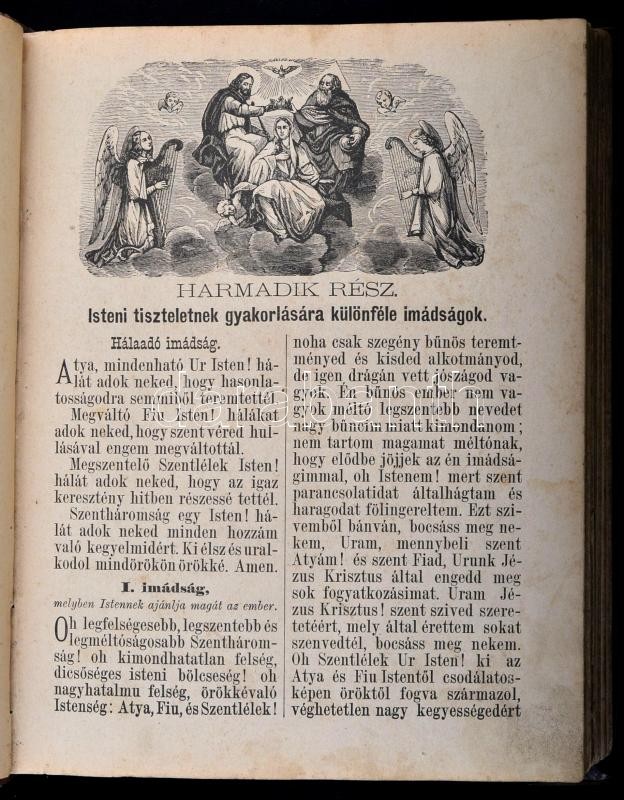 HARMADIK RÉSZ.
Isteni tiszteletnek gyakorlására különféle imádságok.
Hálaadó imádság.
Atya, mindenható Ur Isten! há-
lát adok neked, hogy hasonla-
tosságodra semmiből teremtettél.
Megváltó Fiu Isten! hálákat
adok neked, hogy szent véred hul-
lásával engem megváltottál.
Megszentelő Szentlélek Isten!
hálát adok neked, hogy az igaz
keresztény hitben részessé tettél.
Szentháromság egy Isten! há-
lát adok neked minden hozzám
való kegyelmidért. Ki élsz és ural-
kodol mindörökön örökké. Amen.
I. imádság,
melyben Istennek ajánlja magát az ember.
Oh legfelségesebb, legszentebb és
legméltóságosabb Szenthárom-
ság! oh kimondhatatlan felség,
dicsőséges isteni bölcseség! oh
nagyhatalmu felség, örökkévaló
Istenség: Atya, Fiu, és Szentlélek!
noha csak szegény bünös teremt-
ményed és kisded alkotmányod,
de igen drágán vett jószágod va-
gyok. Én bünös ember nem va-
gyok méltó legszentebb nevedet
nagy bűneim miatt kimondanom;
nem tartom magamat méltónak,
hogy elődbe jöjjek az én imádsá-
gimmal, oh Istenem! mert szent
parancsolatidat általhágtam és
haragodat fölingereltem. Ezt szi-
vemből bánván, bocsáss meg ne-
kem, Uram, mennybeli szent
Atyám! és szent Fiad, Urunk Jé-
zus Krisztus által engedd meg
sok fogyatkozásimat. Uram Jé-
zus Krisztus! szent szived szere-
tetéért, mely által érettem sokat
szenvedtél, bocsáss meg nekem.
Oh Szentlélek Ur Isten! ki az
Atya és Fiu Istentől csodálatos-
képen öröktől fogva származol,
véghetetlen nagy kegyességedért